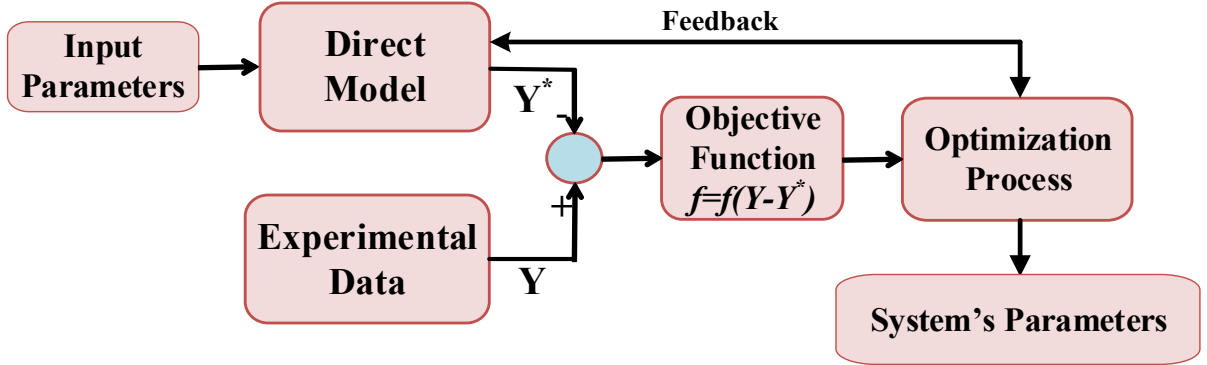 Feedback
Input
Parameters
Direct
Model
Y*
-
Objective
Function
f=f(Y-Y*)
Optimization
Process
+
Experimental
Data
Y
System’s Parameters